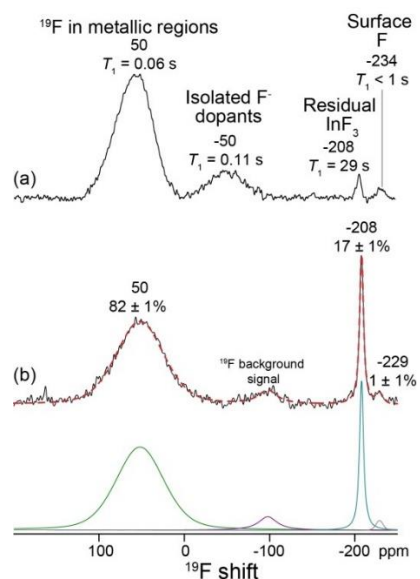 ¹⁹F in metallic regions
50
T₁ = 0.06 s
Isolated F⁻
dopants
-50
T₁ = 0.11 s
Residual
InF₃
-208
T₁ = 29 s
Surface
F
-234
T₁ < 1 s
(a)
50
82 ± 1%
¹⁹F background
signal
-208
17 ± 1%
-229
1 ± 1%
(b)
100 0 -100 -200 ppm
¹⁹F shift